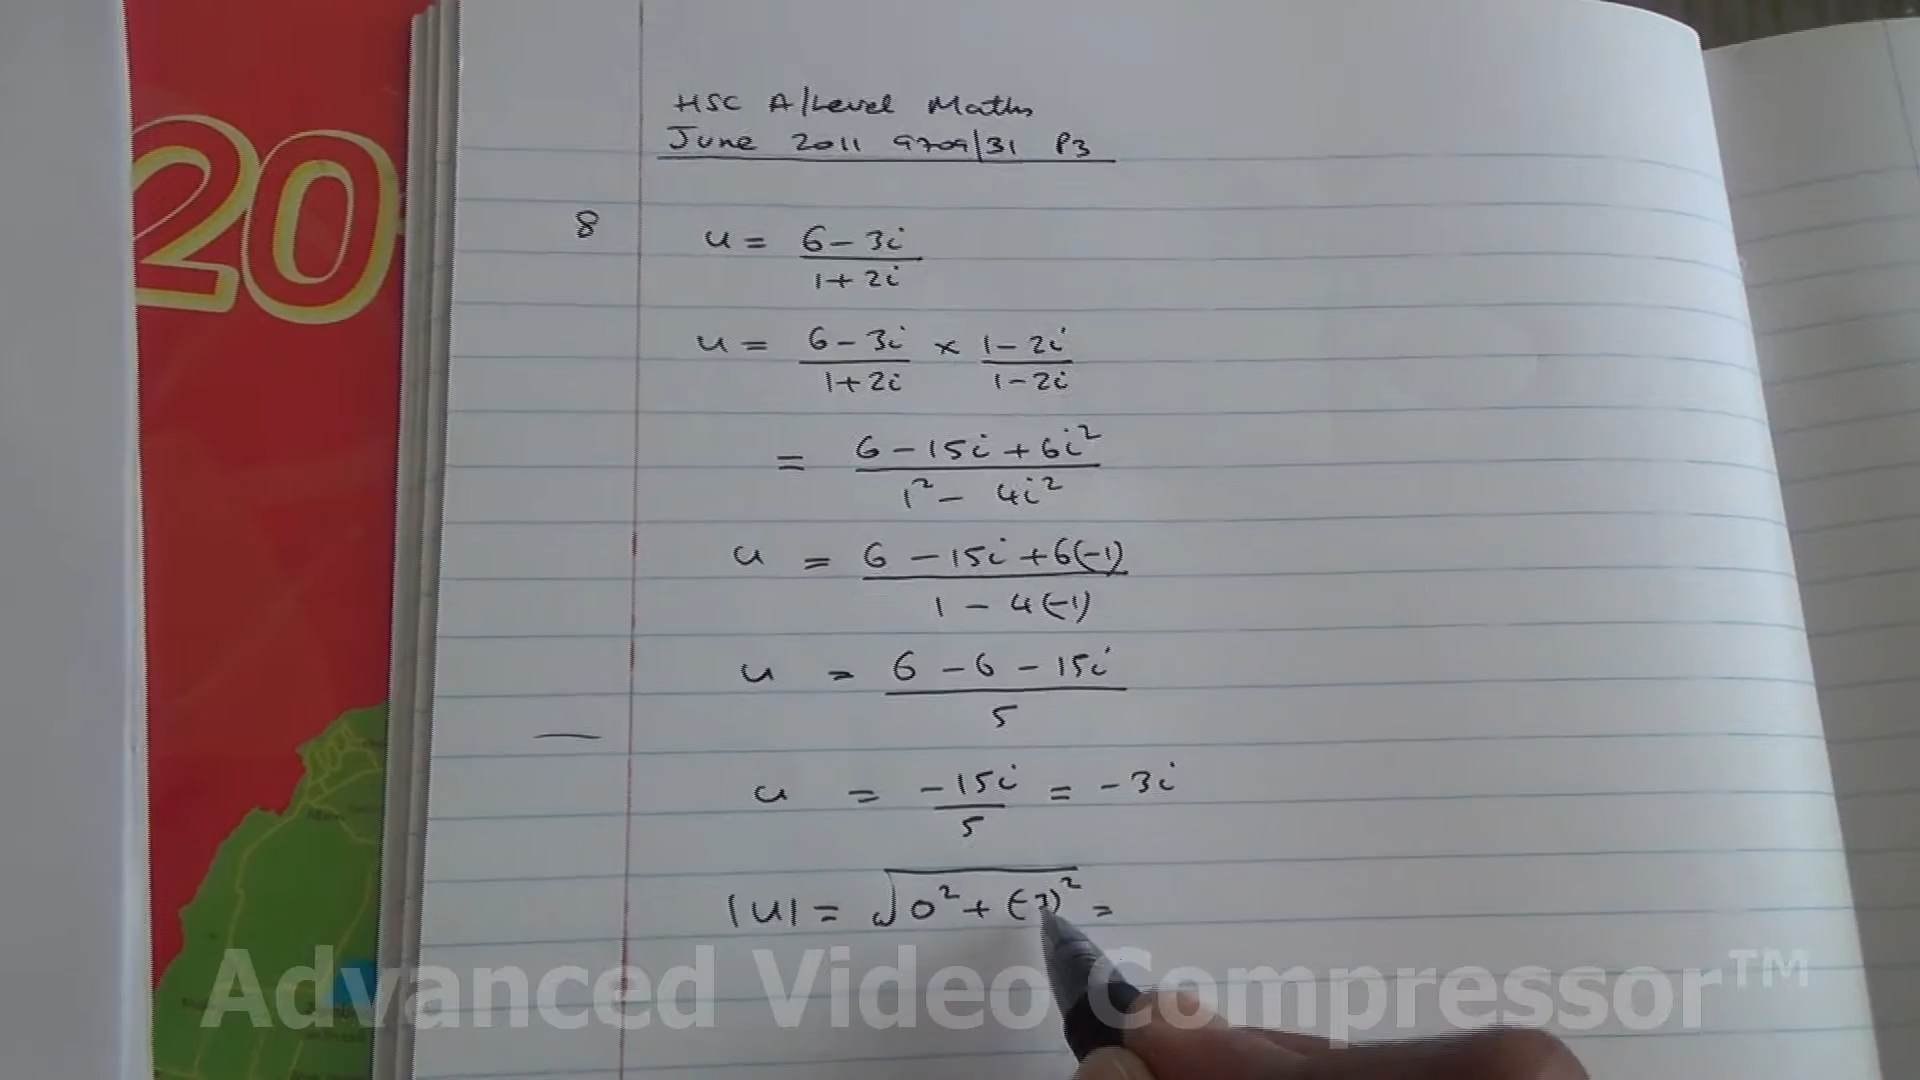 20
HSC A/Level Maths
June 2011 9709/31 P3
8
u = 6 - 3i / 1 + 2i
u = 6 - 3i / 1 + 2i × 1 - 2i / 1 - 2i
= 6 - 15i + 6i² / 1² - 4i²
u = 6 - 15i + 6(-1) / 1 - 4(-1)
u = 6 - 6 - 15i / 5
u = -15i / 5 = -3i
|u| = √0² + (-3)² =
Advanced Video Compressor™